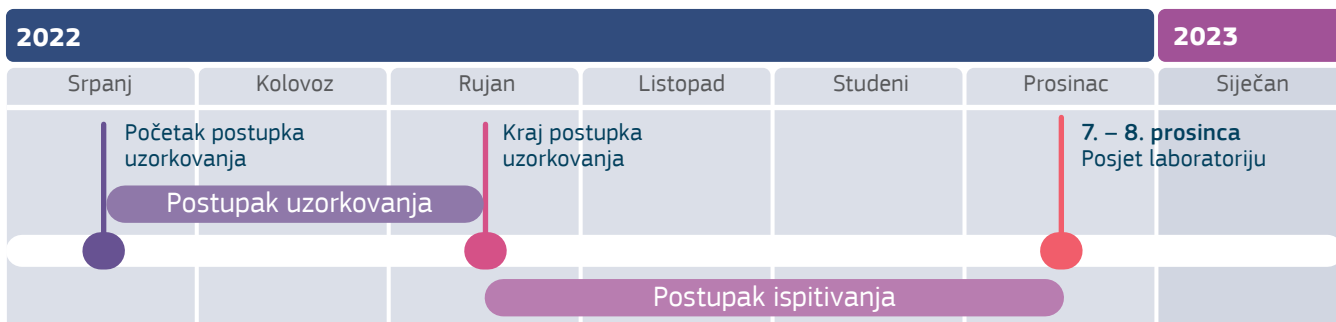 2022
2023
Srpanj
Kolovoz
Rujan
Listopad
Studeni
Prosinac
Siječan
Početak postupka
uzorkovanja
Kraj postupka
uzorkovanja
7. – 8. prosinca
Posjet laboratoriju
Postupak uzorkovanja
Postupak ispitivanja